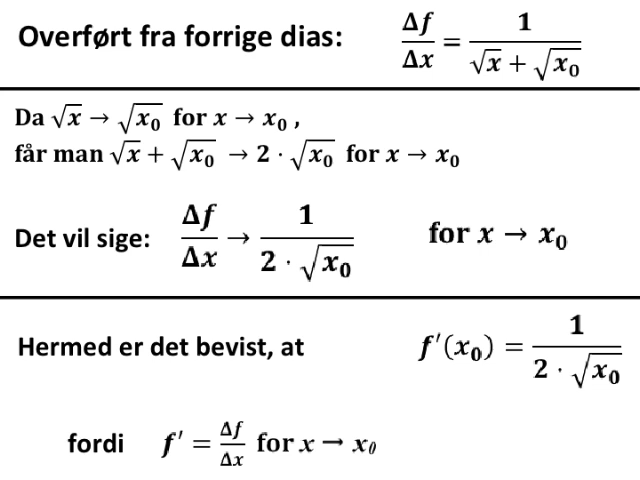 Overført fra forrige dias: Δf/Δx = 1/(√x + √x₀)
Da √x → √x₀ for x → x₀ ,
får man √x + √x₀ → 2 · √x₀ for x → x₀
Det vil sige: Δf/Δx → 1/(2 · √x₀) for x → x₀
Hermed er det bevist, at f′(x₀) = 1/(2 · √x₀)
fordi f′ = Δf/Δx for x → x₀